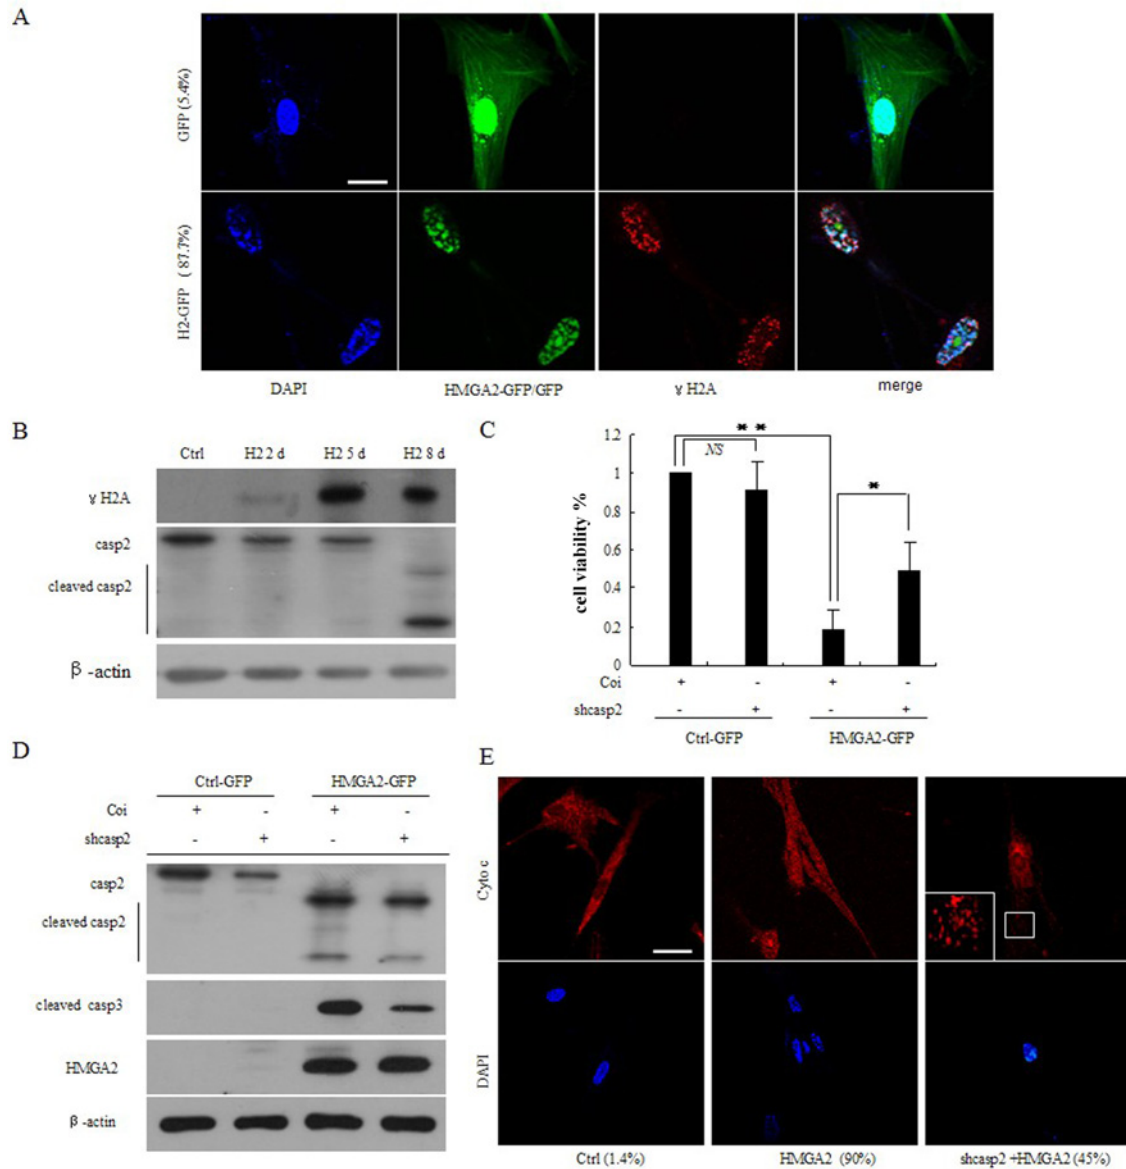 A
GFP (5.4%)
H2-GFP ( 87.7%)
DAPI HMGA2-GFP/GFP γ H2A merge
B
Ctrl H2 2 d H2 5 d H2 8 d
γ H2A
casp2
cleaved casp2
β -actin
C
cell viability %
1.2
1
0.8
0.6
0.4
0.2
0
** 
NS
*
Coi + - + -
shcasp2 - + - +
Ctrl-GFP HMGA2-GFP
D
Ctrl-GFP HMGA2-GFP
Coi + - + -
shcasp2 - + - +
casp2
cleaved casp2
cleaved casp3
HMGA2
β -actin
E
Cyto c
DAPI
Ctrl (1.4%) HMGA2 (90%) shcasp2 +HMGA2 (45%)